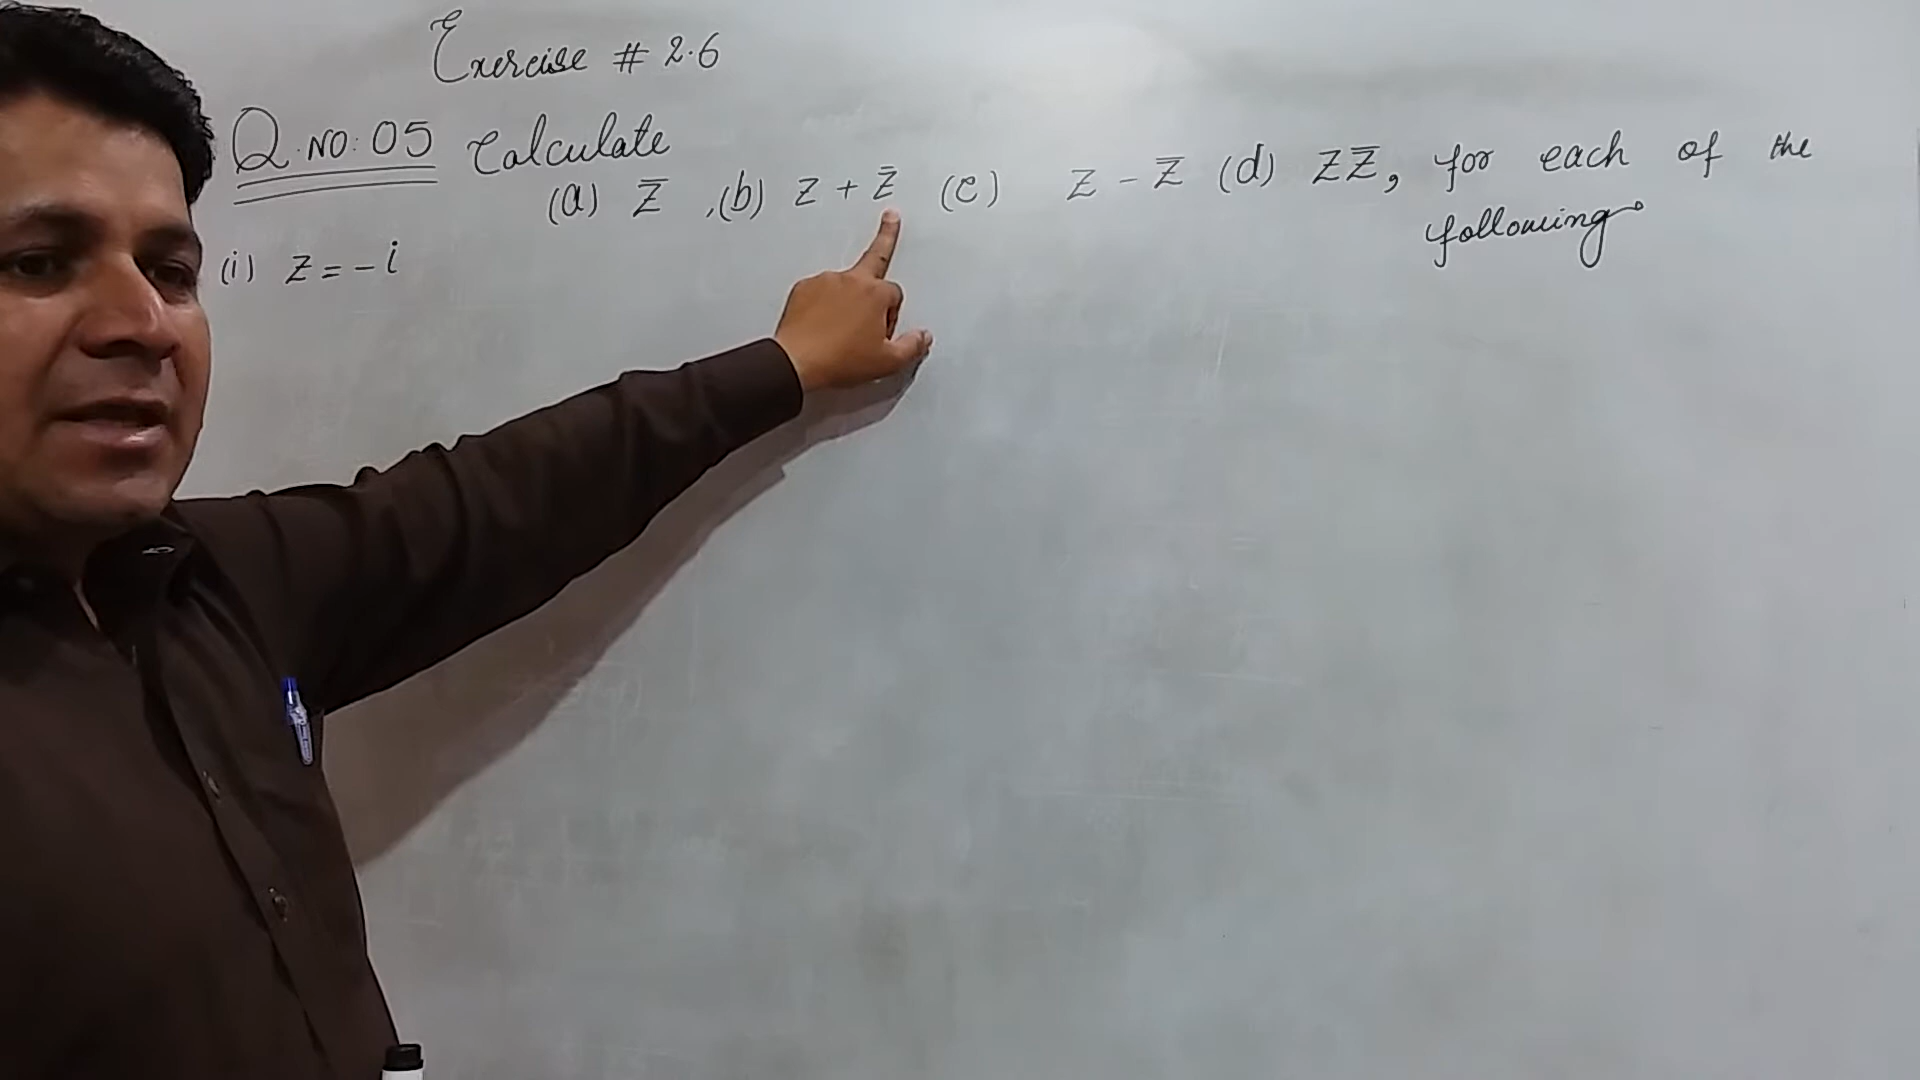 Exercise # 2.6
Q.NO:05 Calculate
(a) z̅ ,(b) z + z̅ (c) z - z̅ (d) zz̅, for each of the
following
(i) z = -i